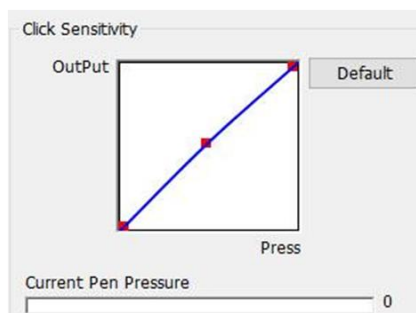 Click Sensitivity
OutPut
Default
Press
Current Pen Pressure
0